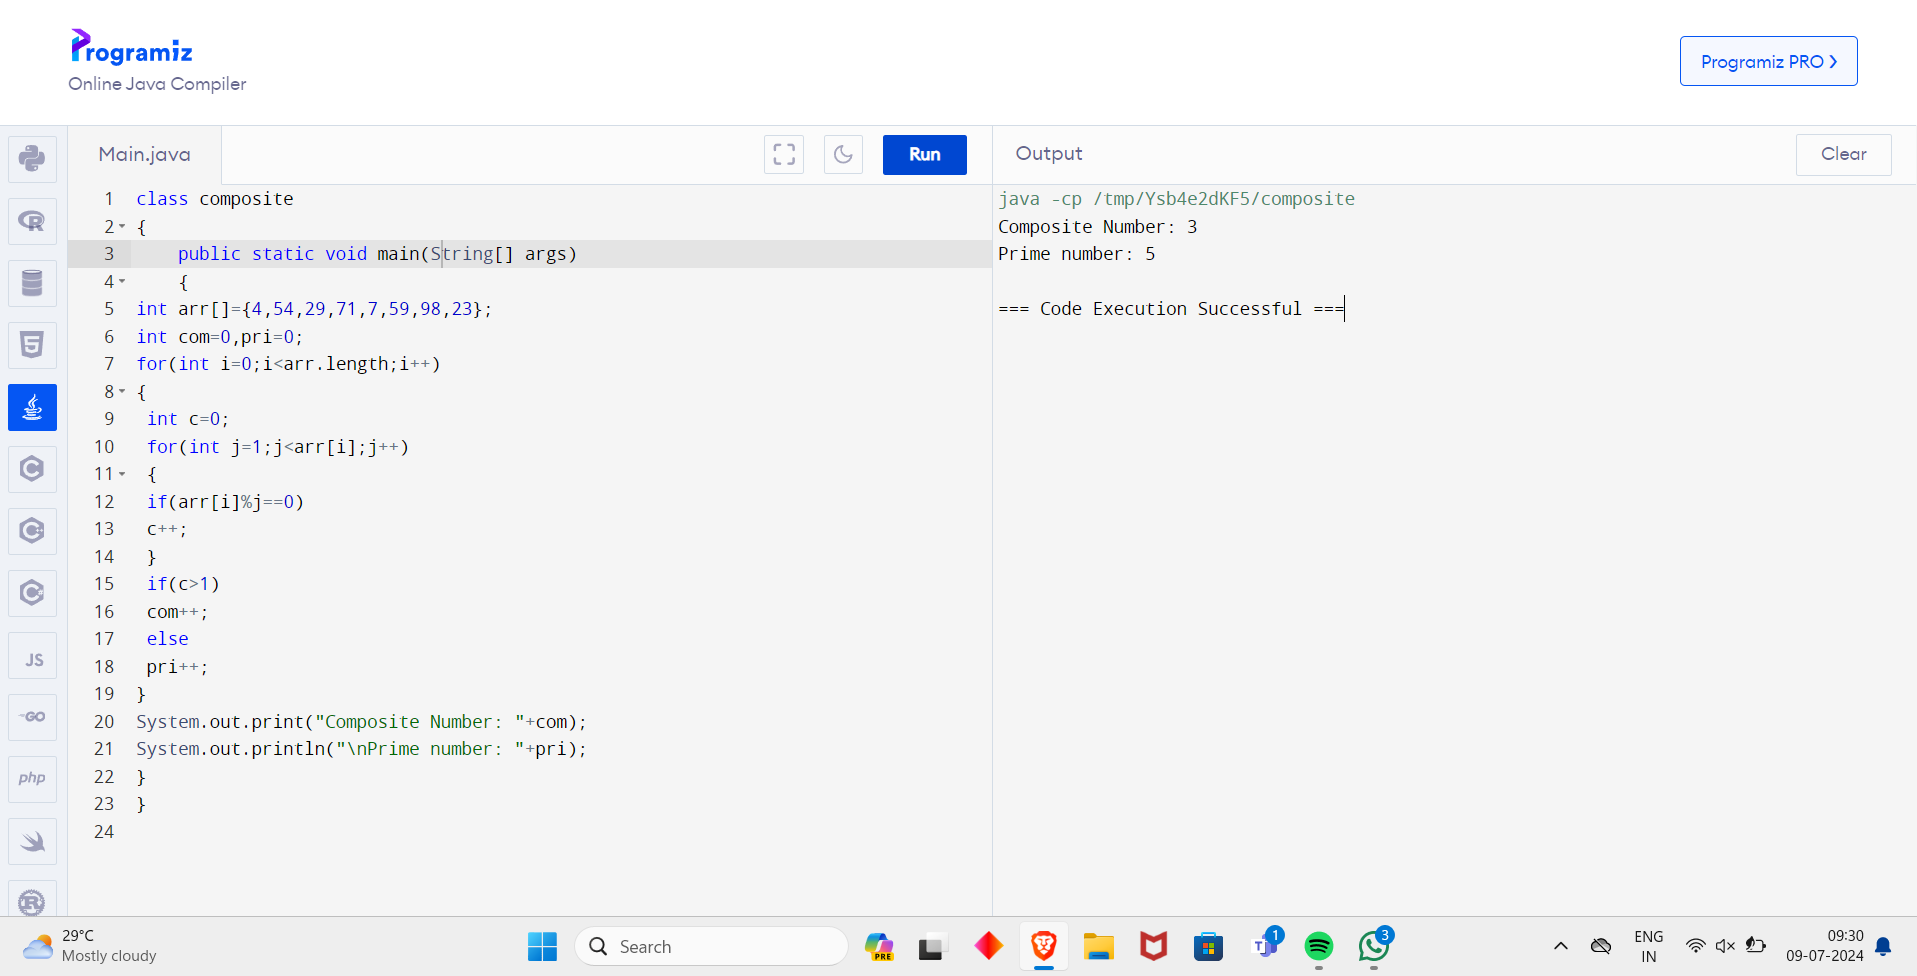 Programiz
Online Java Compiler
Programiz PRO
Main.java
Run
Output
Clear
1 class composite
2 {
3     public static void main(String[] args)
4     {
5 int arr[]={4,54,29,71,7,59,98,23};
6 int com=0,pri=0;
7 for(int i=0;i<arr.length;i++)
8 {
9  int c=0;
10  for(int j=1;j<arr[i];j++)
11  {
12  if(arr[i]%j==0)
13  c++;
14  }
15  if(c>1)
16  com++;
17  else
18  pri++;
19 }
20 System.out.print("Composite Number: "+com);
21 System.out.println("\nPrime number: "+pri);
22 }
23 }
24
java -cp /tmp/Ysb4e2dKF5/composite
Composite Number: 3
Prime number: 5
=== Code Execution Successful ===
R
5
C
C
C
JS
GO
php
R
29°C
Mostly cloudy
Search
PRE
T
1
3
ENG
IN
09:30
09-07-2024